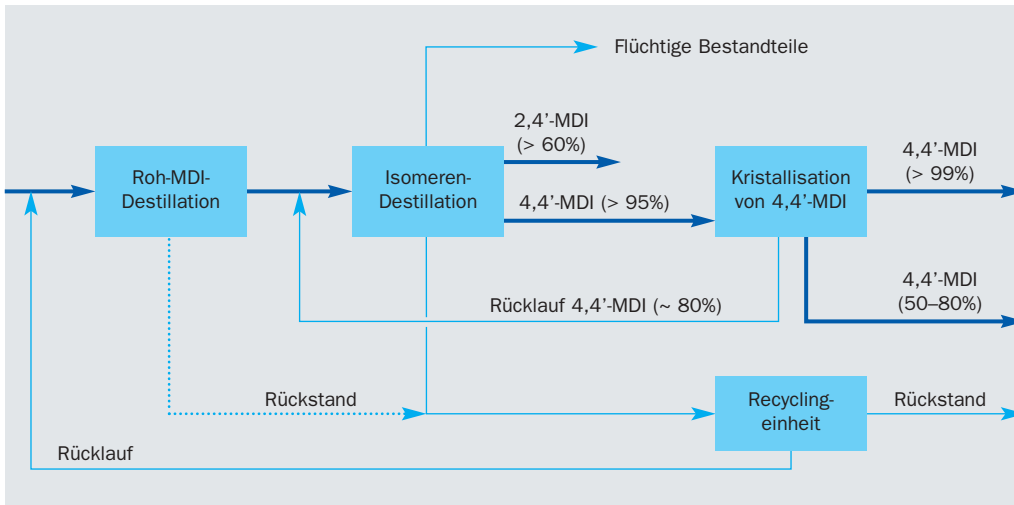 Flüchtige Bestandteile
2,4’-MDI
(> 60%)
Roh-MDI-
Destillation
Isomeren-
Destillation
4,4’-MDI (> 95%)
Kristallisation
von 4,4’-MDI
4,4’-MDI
(> 99%)
4,4’-MDI
(50–80%)
Rücklauf 4,4’-MDI (~ 80%)
Rückstand
Recycling-
einheit
Rückstand
Rücklauf